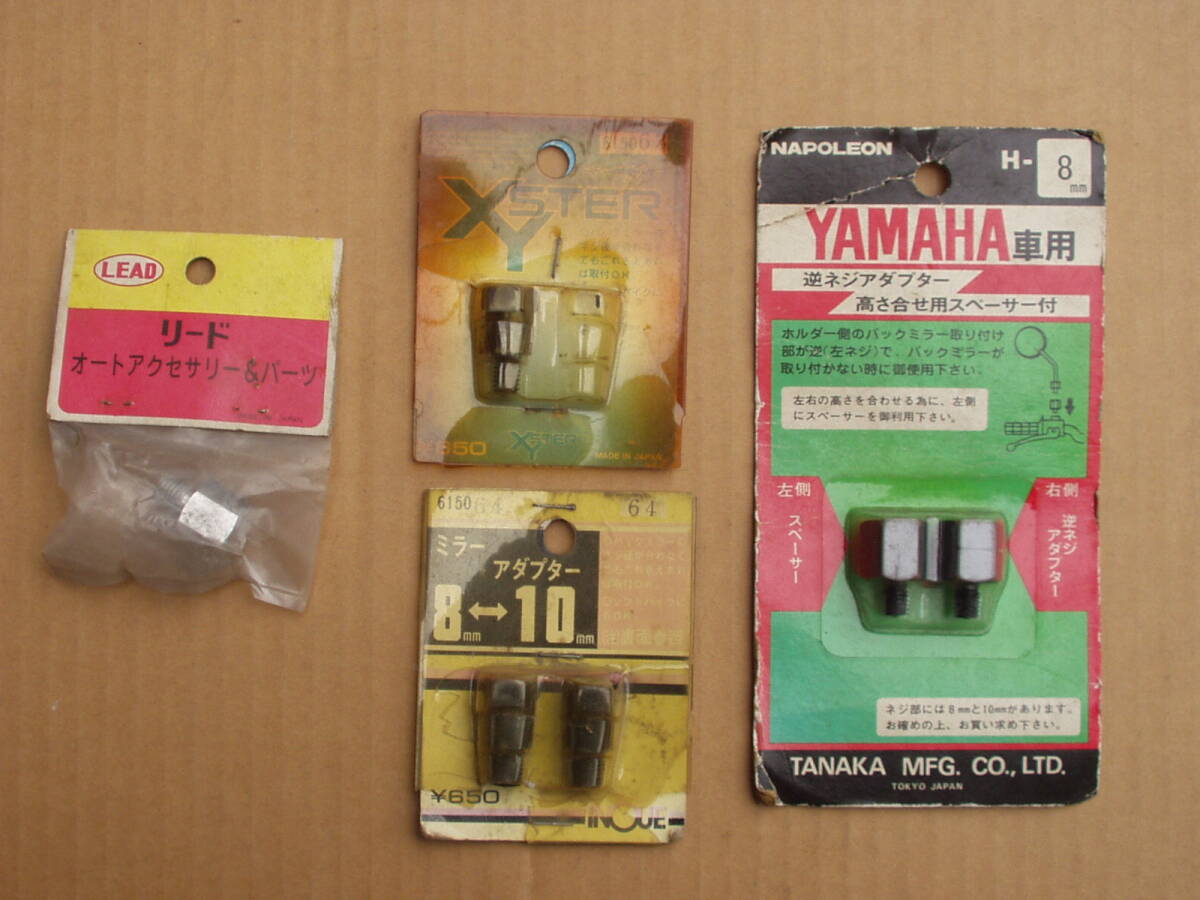 LEAD
リード
オートアクセサリー&パーツ
XYSTER
は取付OK
¥650
XYSTER
MADE IN JAPAN
615064
64
ミラー
アダプター
8mm↔10mm
¥650
INOUE
NAPOLEON
H-8mm
YAMAHA車用
逆ネジアダプター
高さ合せ用スペーサー付
ホルダー側のバックミラー取り付け
部が逆(左ネジ)で、バックミラーが
取り付かない時に御使用下さい。
左右の高さを合わせる為に、左側
にスペーサーを御利用下さい。
左側
スペーサー
右側
逆ネジ
アダプター
ネジ部には8mmと10mmがあります。
お確めの上、お買い求め下さい。
TANAKA MFG. CO., LTD.
TOKYO JAPAN